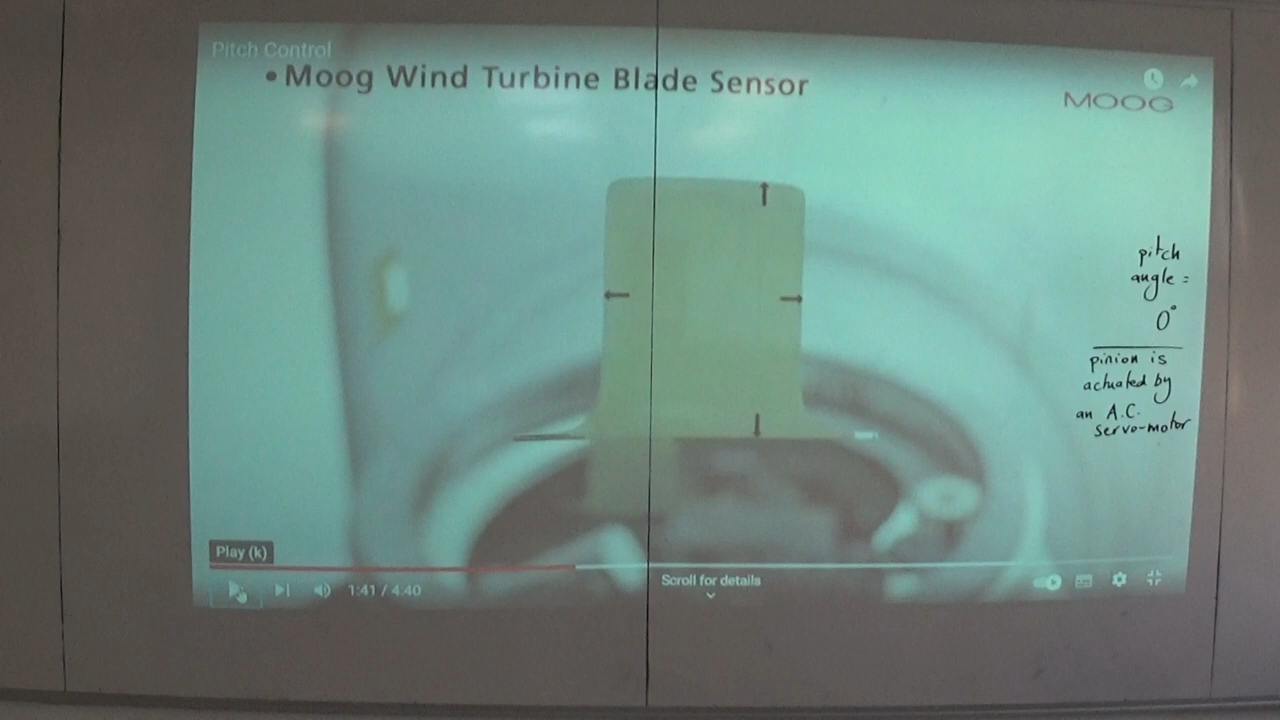 Pitch Control
• Moog Wind Turbine Blade Sensor
MOOG
pitch
angle =
0°
pinion is
actuated by
an A.C.
servo-motor
Play (k)
1:41 / 4:40
Scroll for details